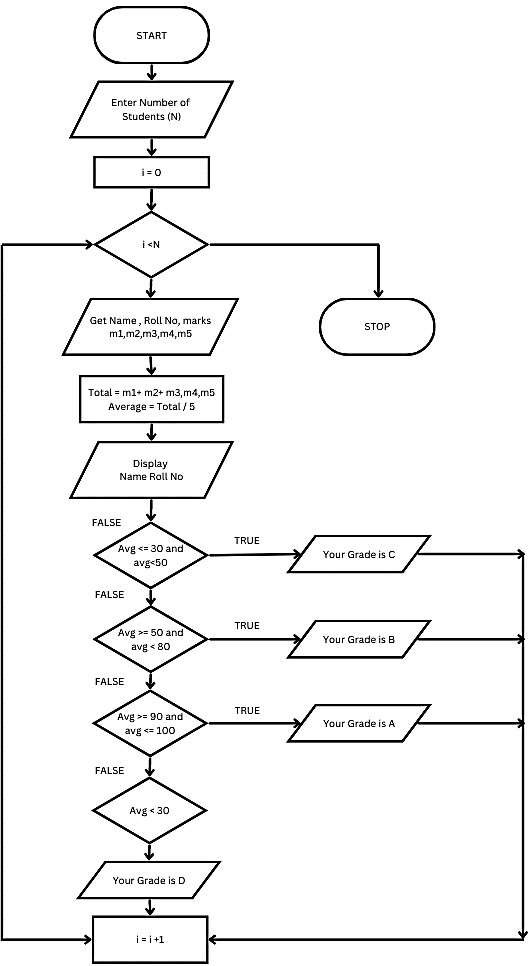 START
Enter Number of
Students (N)
i = 0
i <N
Get Name , Roll No, marks
m1,m2,m3,m4,m5
STOP
Total = m1+ m2+ m3,m4,m5
Average = Total / 5
Display
Name Roll No
FALSE
TRUE
Avg <= 30 and
avg<50
Your Grade is C
FALSE
TRUE
Avg >= 50 and
avg < 80
Your Grade is B
FALSE
TRUE
Avg >= 90 and
avg <= 100
Your Grade is A
FALSE
Avg < 30
Your Grade is D
i = i +1